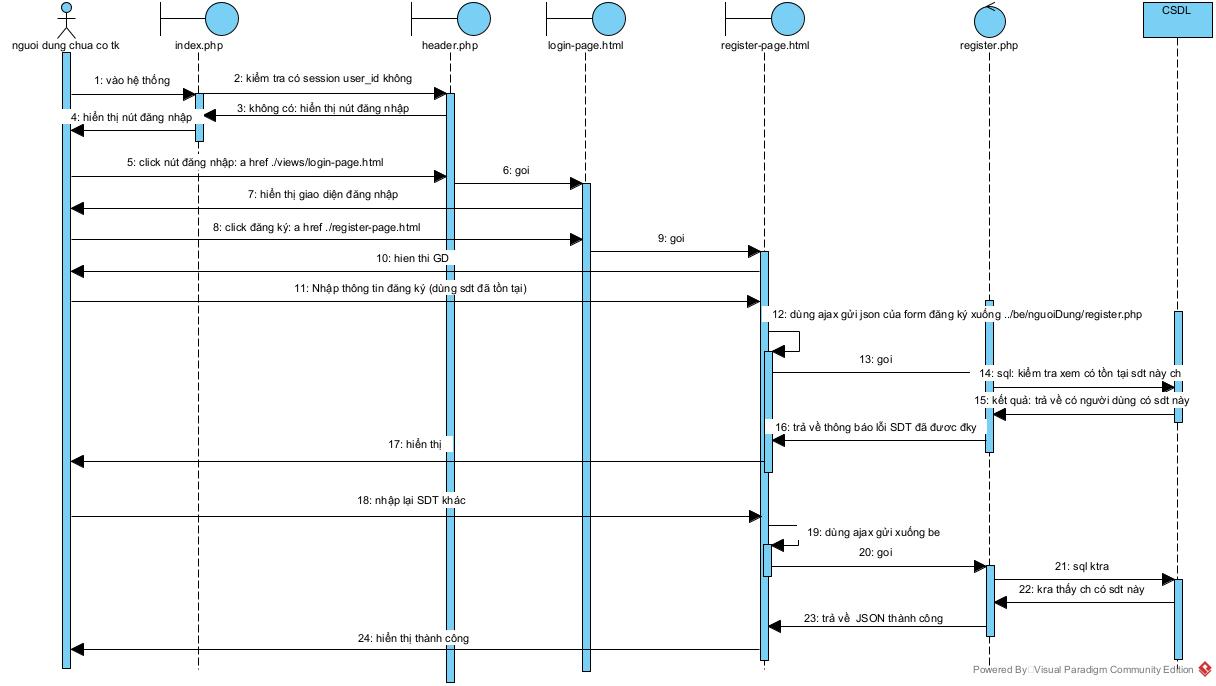 CSDL
nguoi dung chua co tk
index.php
header.php
login-page.html
register-page.html
register.php
1: vào hệ thống
2: kiểm tra có session user_id không
3: không có: hiển thị nút đăng nhập
4: hiển thị nút đăng nhập
5: click nút đăng nhập: a href ./views/login-page.html
6: goi
7: hiển thị giao diện đăng nhập
8: click đăng ký: a href ./register-page.html
9: goi
10: hien thi GD
11: Nhập thông tin đăng ký (dùng sdt đã tồn tại)
12: dùng ajax gửi json của form đăng ký xuống ../be/nguoiDung/register.php
13: goi
14: sql: kiểm tra xem có tồn tại sdt này ch
15: kết quả: trả về có người dùng có sdt này
16: trả về thông báo lỗi SDT đã đươc đky
17: hiển thị
18: nhập lại SDT khác
19: dùng ajax gửi xuống be
20: goi
21: sql ktra
22: kra thấy ch có sdt này
23: trả về JSON thành công
24: hiển thị thành công
Powered By Visual Paradigm Community Edition